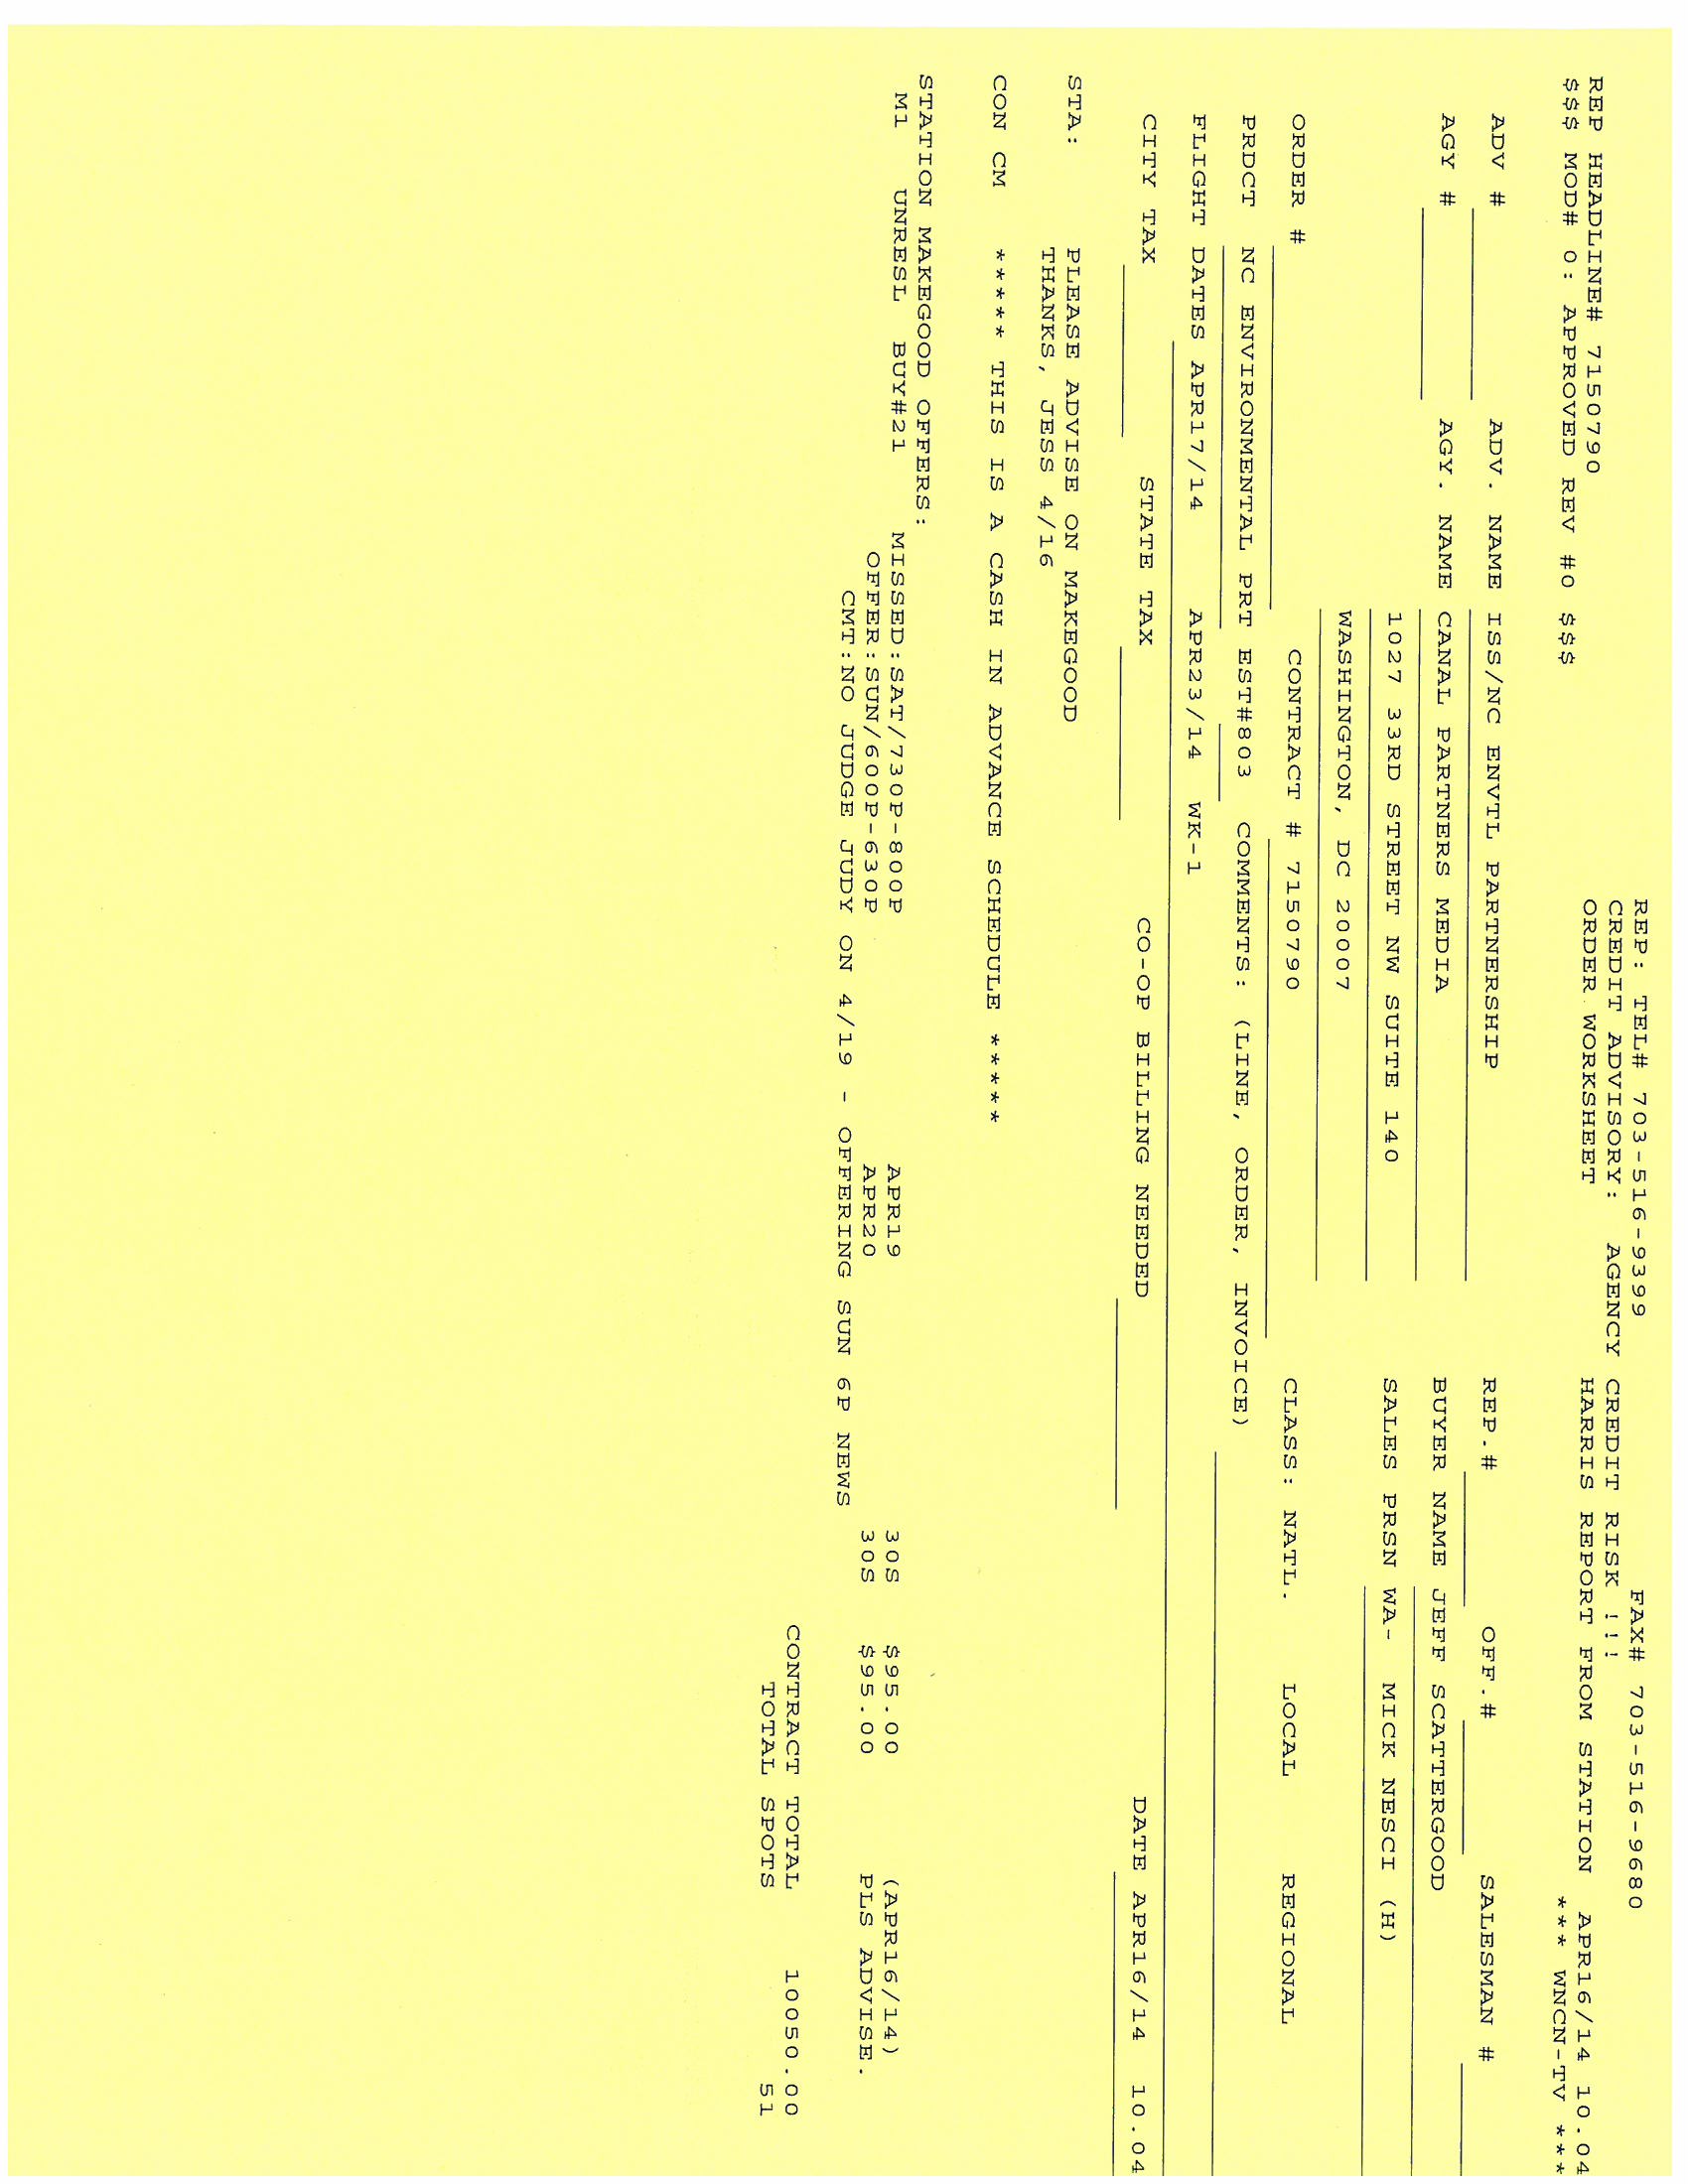 REP: TEL# 703-516-9399 FAX# 703-516-9680
CREDIT ADVISORY: AGENCY CREDIT RISK !!!
ORDER WORKSHEET HARRIS REPORT FROM STATION APR16/14 10.04
REP HEADLINE# 7150790 *** WNCN-TV ***
$$$ MOD# 0: APPROVED REV #0 $$$
ADV # ADV. NAME ISS/NC ENVTL PARTNERSHIP REP.# OFF.# SALESMAN #
AGY # AGY. NAME CANAL PARTNERS MEDIA BUYER NAME JEFF SCATTERGOOD
1027 33RD STREET NW SUITE 140 SALES PRSN WA- MICK NESCI (H)
WASHINGTON, DC 20007
ORDER # CONTRACT # 7150790 CLASS: NATL. LOCAL REGIONAL
PRDCT NC ENVIRONMENTAL PRT EST#803 COMMENTS: (LINE, ORDER, INVOICE)
FLIGHT DATES APR17/14 APR23/14 WK-1
CITY TAX STATE TAX CO-OP BILLING NEEDED DATE APR16/14 10.04
STA: PLEASE ADVISE ON MAKEGOOD
THANKS, JESS 4/16
CON CM ***** THIS IS A CASH IN ADVANCE SCHEDULE *****
STATION MAKEGOOD OFFERS:
M1 UNRESL BUY#21 MISSED:SAT/730P-800P APR19 30S $95.00 (APR16/14)
OFFER:SUN/600P-630P APR20 30S $95.00 PLS ADVISE.
CMT:NO JUDGE JUDY ON 4/19 - OFFERING SUN 6P NEWS
CONTRACT TOTAL 10050.00
TOTAL SPOTS 51